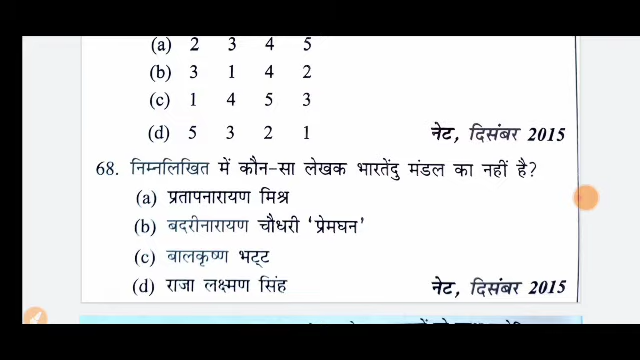 (a) 2 3 4 5
(b) 3 1 4 2
(c) 1 4 5 3
(d) 5 3 2 1 नेट, दिसंबर 2015
68. निम्नलिखित में कौन-सा लेखक भारतेंदु मंडल का नहीं है?
(a) प्रतापनारायण मिश्र
(b) बदरीनारायण चौधरी ‘प्रेमघन’
(c) बालकृष्ण भट्ट
(d) राजा लक्ष्मण सिंह नेट, दिसंबर 2015